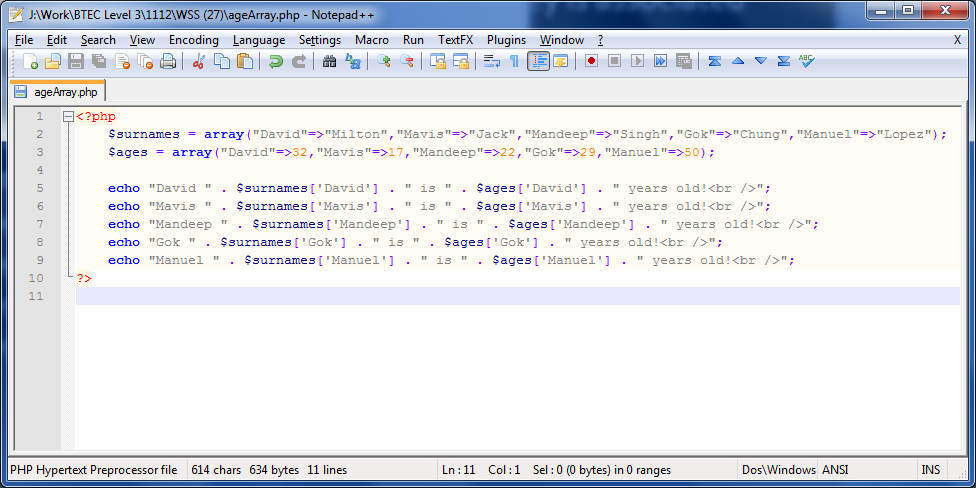 J:\Work\BTEC Level 3\1112\WSS (27)\ageArray.php - Notepad++
File Edit Search View Encoding Language Settings Macro Run TextFX Plugins Window ? X
ageArray.php
1 <?php
2 $surnames = array("David"=>"Milton","Mavis"=>"Jack","Mandeep"=>"Singh","Gok"=>"Chung","Manuel"=>"Lopez");
3 $ages = array("David"=>32,"Mavis"=>17,"Mandeep"=>22,"Gok"=>29,"Manuel"=>50);
4
5 echo "David " . $surnames['David'] . " is " . $ages['David'] . " years old!<br />";
6 echo "Mavis " . $surnames['Mavis'] . " is " . $ages['Mavis'] . " years old!<br />";
7 echo "Mandeep " . $surnames['Mandeep'] . " is " . $ages['Mandeep'] . " years old!<br />";
8 echo "Gok " . $surnames['Gok'] . " is " . $ages['Gok'] . " years old!<br />";
9 echo "Manuel " . $surnames['Manuel'] . " is " . $ages['Manuel'] . " years old!<br />";
10 ?>
11
PHP Hypertext Preprocessor file 614 chars 634 bytes 11 lines Ln : 11 Col : 1 Sel : 0 (0 bytes) in 0 ranges Dos\Windows ANSI INS